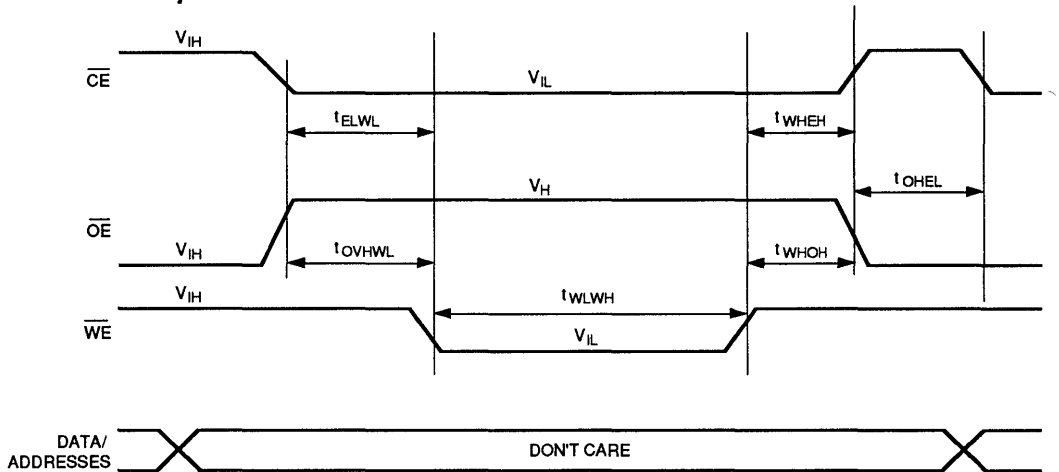 V_IH
CE
V_IL
t_ELWL
t_WHEH
V_H
t_OHEL
OE
V_IH
t_OVHWL
t_WHOH
V_IH
t_WLWH
WE
V_IL
DATA/
ADDRESSES
DON'T CARE